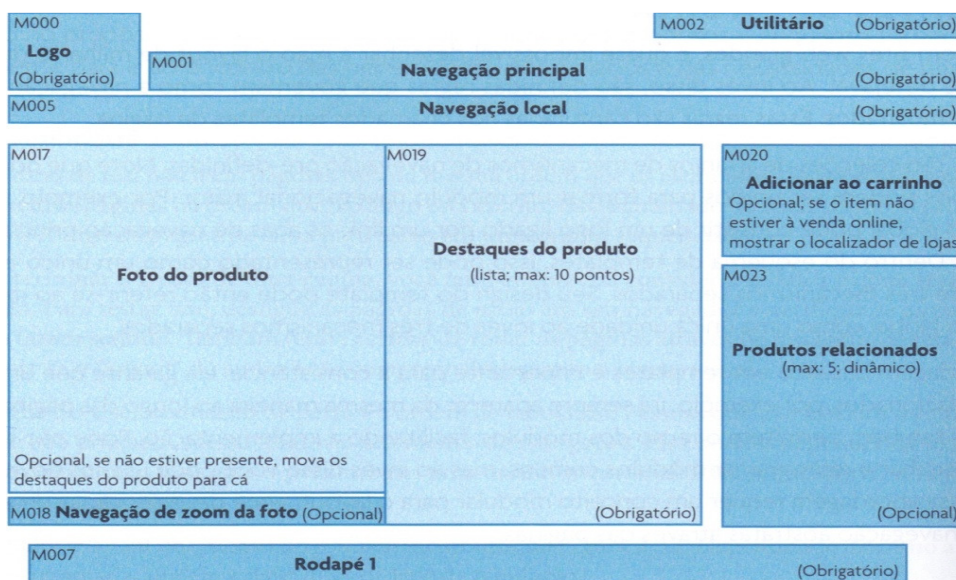 M000
Logo
(Obrigatório)
M002 Utilitário (Obrigatório)
M001 Navegação principal (Obrigatório)
M005 Navegação local (Obrigatório)
M017
Foto do produto
Opcional, se não estiver presente, mova os
destaques do produto para cá
M018 Navegação de zoom da foto (Opcional)
M019
Destaques do produto
(lista; max: 10 pontos)
(Obrigatório)
M020
Adicionar ao carrinho
Opcional; se o item não
estiver à venda online,
mostrar o localizador de lojas
M023
Produtos relacionados
(max: 5; dinâmico)
(Opcional)
M007 Rodapé 1 (Obrigatório)